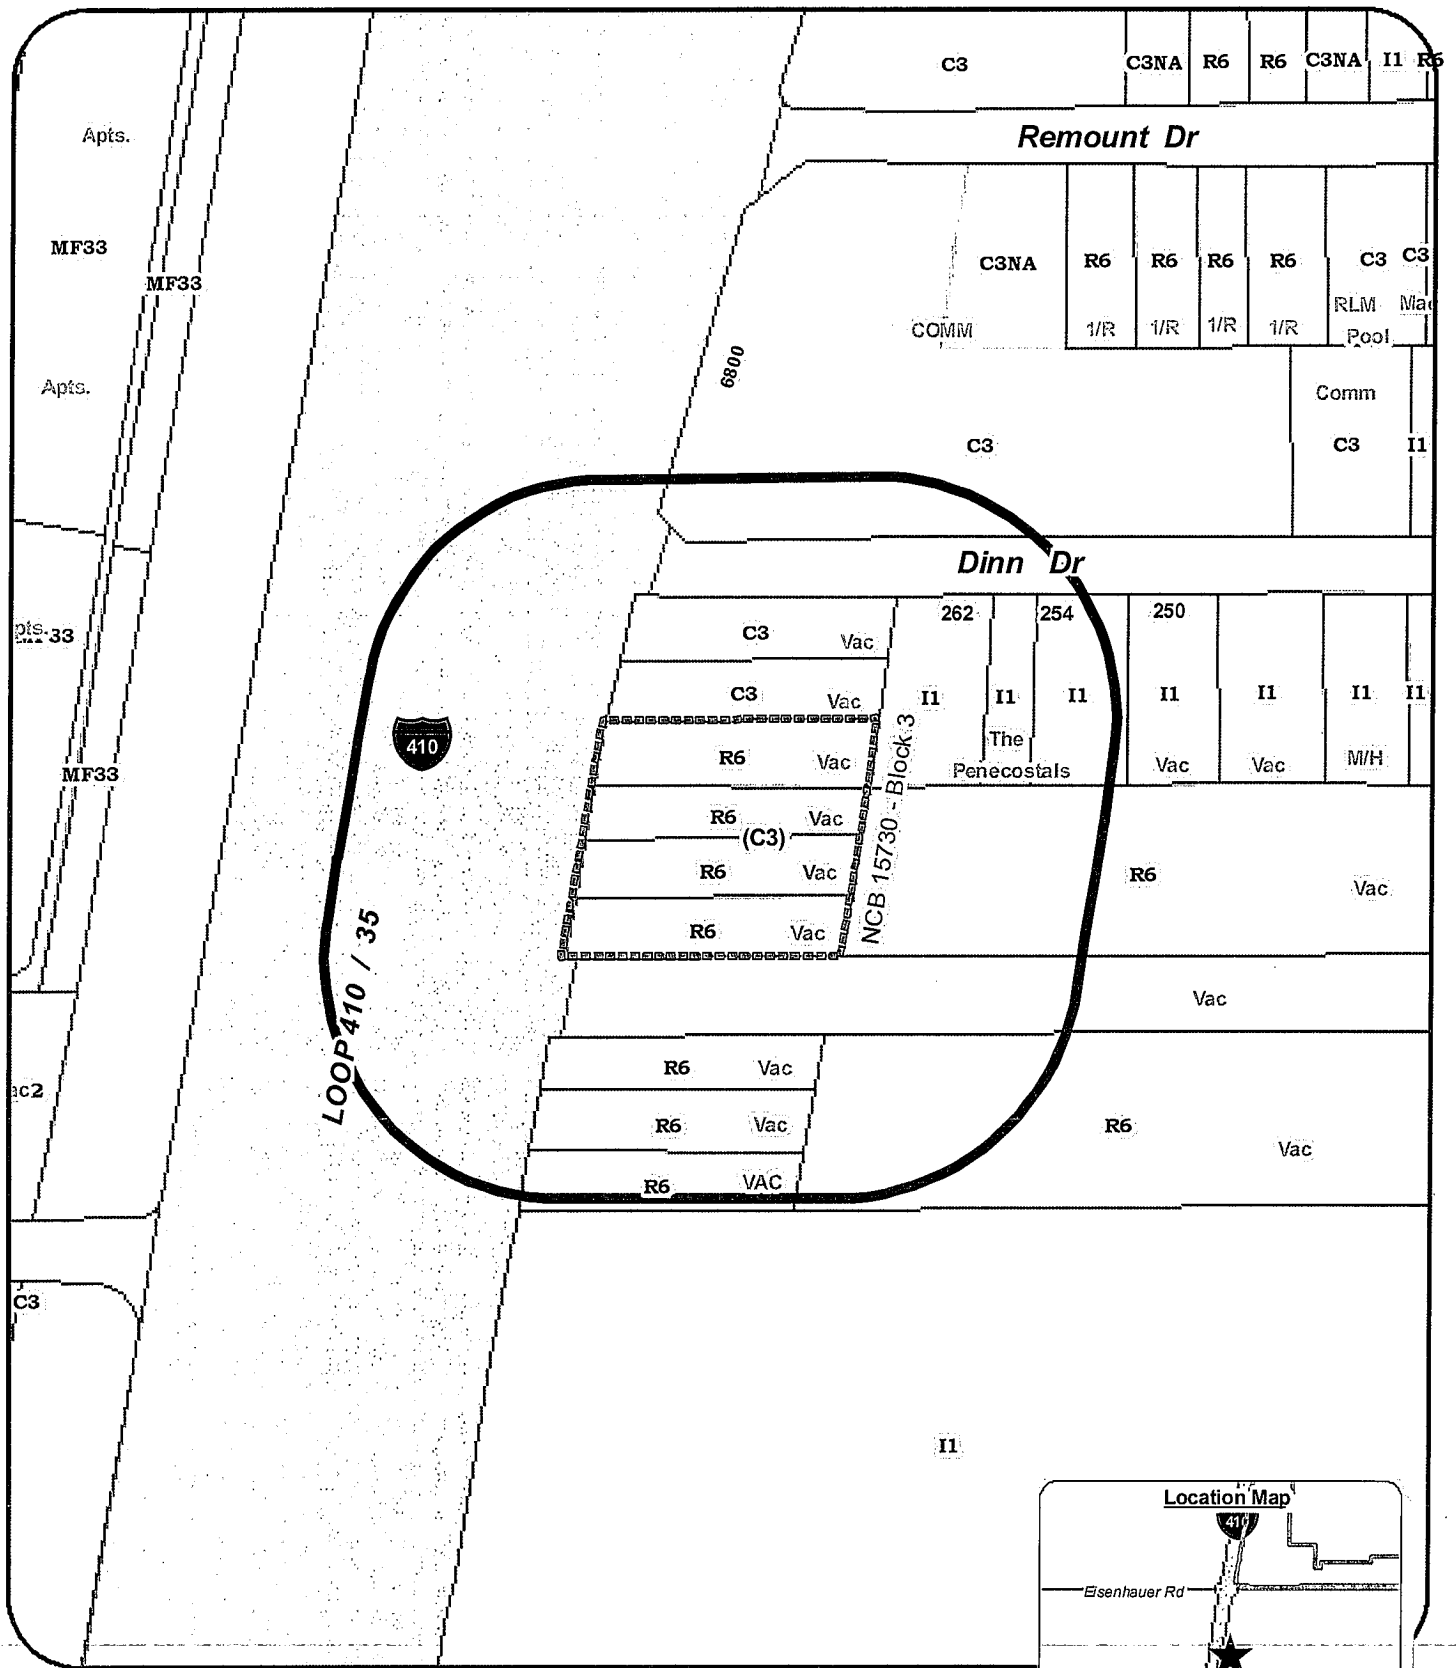 C3 C3NA R6 R6 C3NA I1 R6
Remount Dr
Apts.
MF33
MF33
C3NA R6 R6 R6 R6 C3 C3
RLM
COMM 1/R 1/R 1/R 1/R Pool
6800
Apts.
Comm
C3 C3 I1
Dinn Dr
262 254 250
C3 Vac
33
C3 Vac I1 I1 I1 I1 I1 I1 I1
The
Penecostals Vac Vac M/H
410
MF33
R6 Vac
NCB 15730 - Block 3
R6 Vac
(C3)
R6 Vac
R6 Vac
R6 Vac
LOOP 410 / 35
Vac
R6 Vac
R6 Vac
R6 VAC
R6 Vac
C3
I1
Location Map
410
Eisenhauer Rd